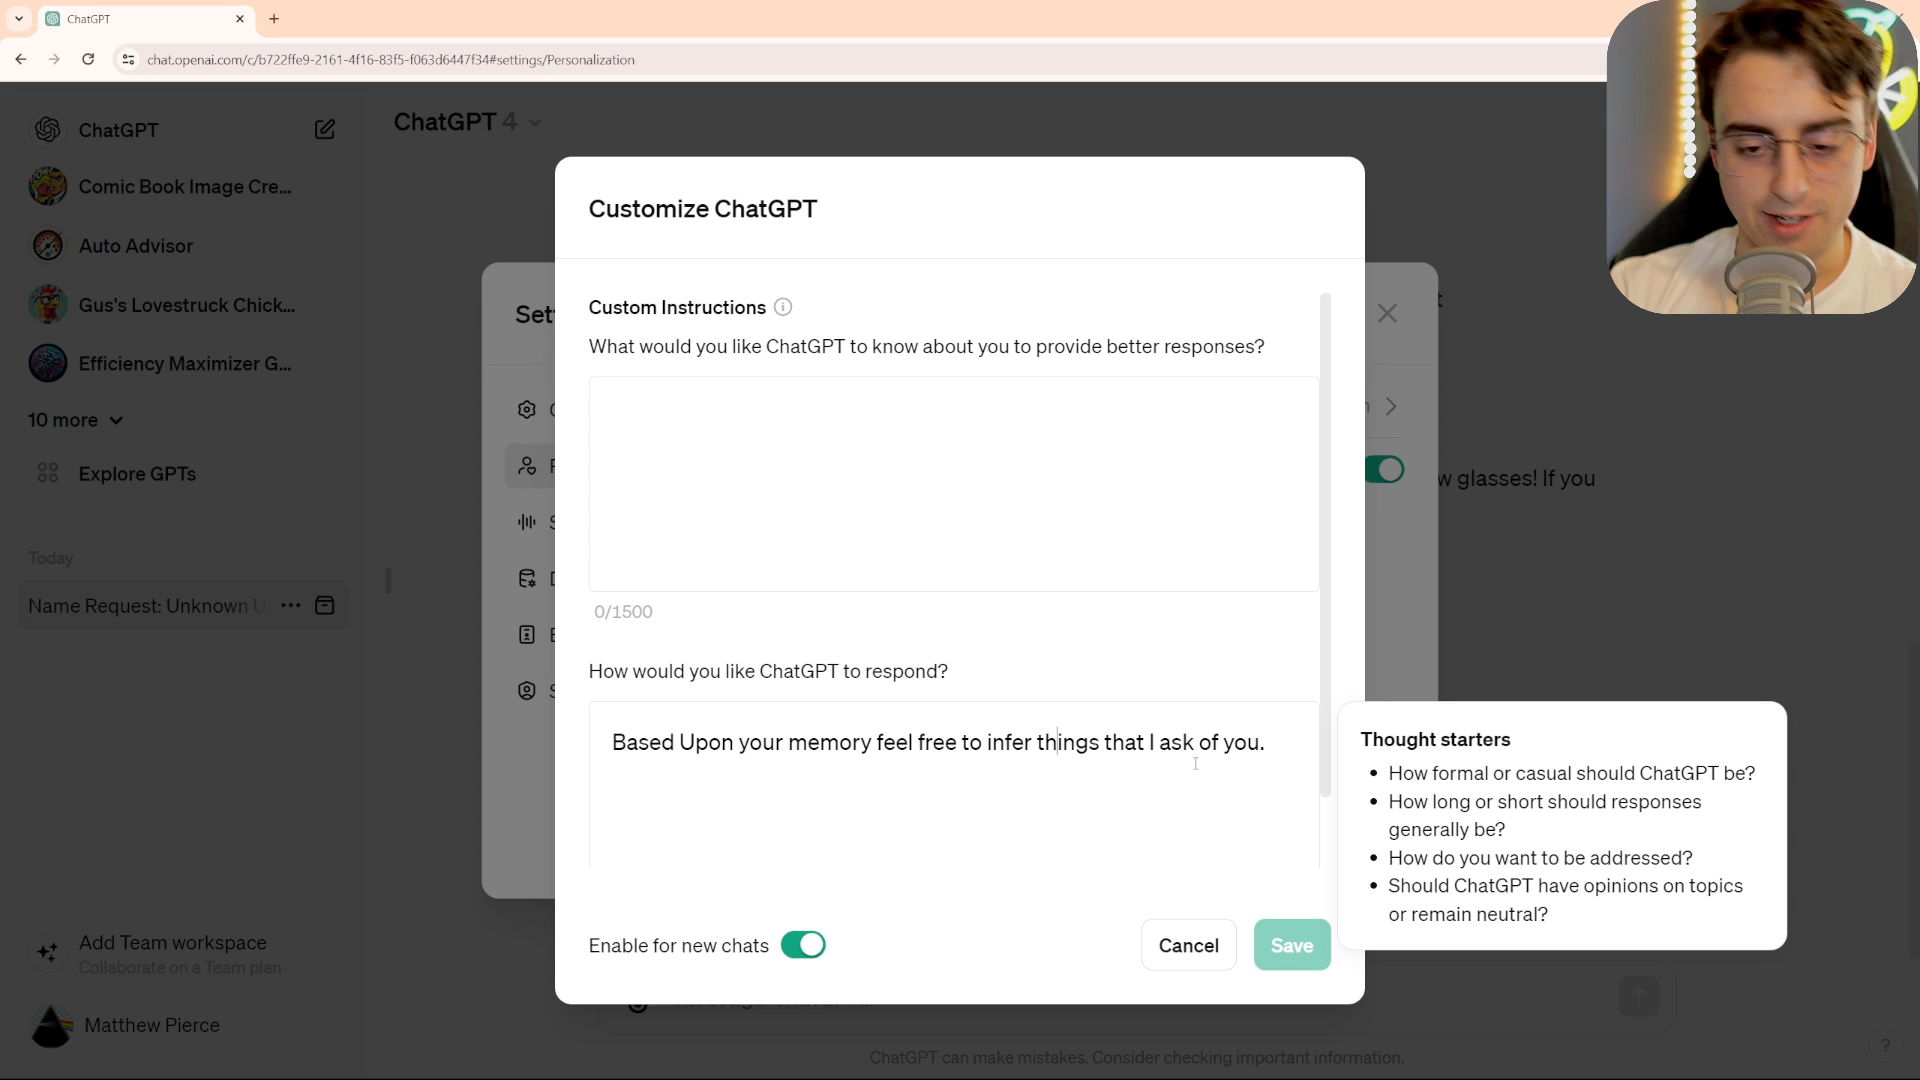 ChatGPT
chat.openai.com/c/b722ffe9-2161-4f16-83f5-f063d6447f34#settings/Personalization
ChatGPT
Comic Book Image Cre...
Auto Advisor
Gus's Lovestruck Chick...
Efficiency Maximizer G...
10 more
Explore GPTs
Today
Name Request: Unknown U
Add Team workspace
Collaborate on a Team plan
Matthew Pierce
ChatGPT 4
Customize ChatGPT
Custom Instructions
What would you like ChatGPT to know about you to provide better responses?
0/1500
How would you like ChatGPT to respond?
Based Upon your memory feel free to infer things that I ask of you.
Enable for new chats
Cancel
Save
glasses! If you
Thought starters
• How formal or casual should ChatGPT be?
• How long or short should responses
generally be?
• How do you want to be addressed?
• Should ChatGPT have opinions on topics
or remain neutral?
ChatGPT can make mistakes. Consider checking important information.
?